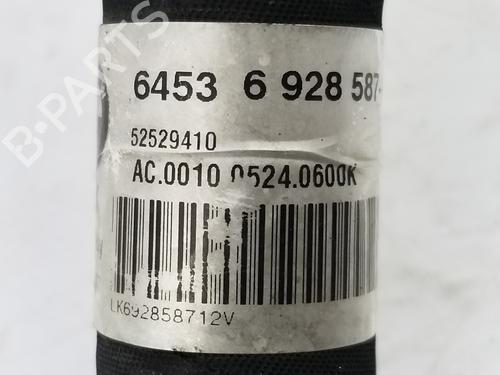 B-PARTS
6453 6 928 587-
52529410
AC.0010 0524.0600K
LK692858712V